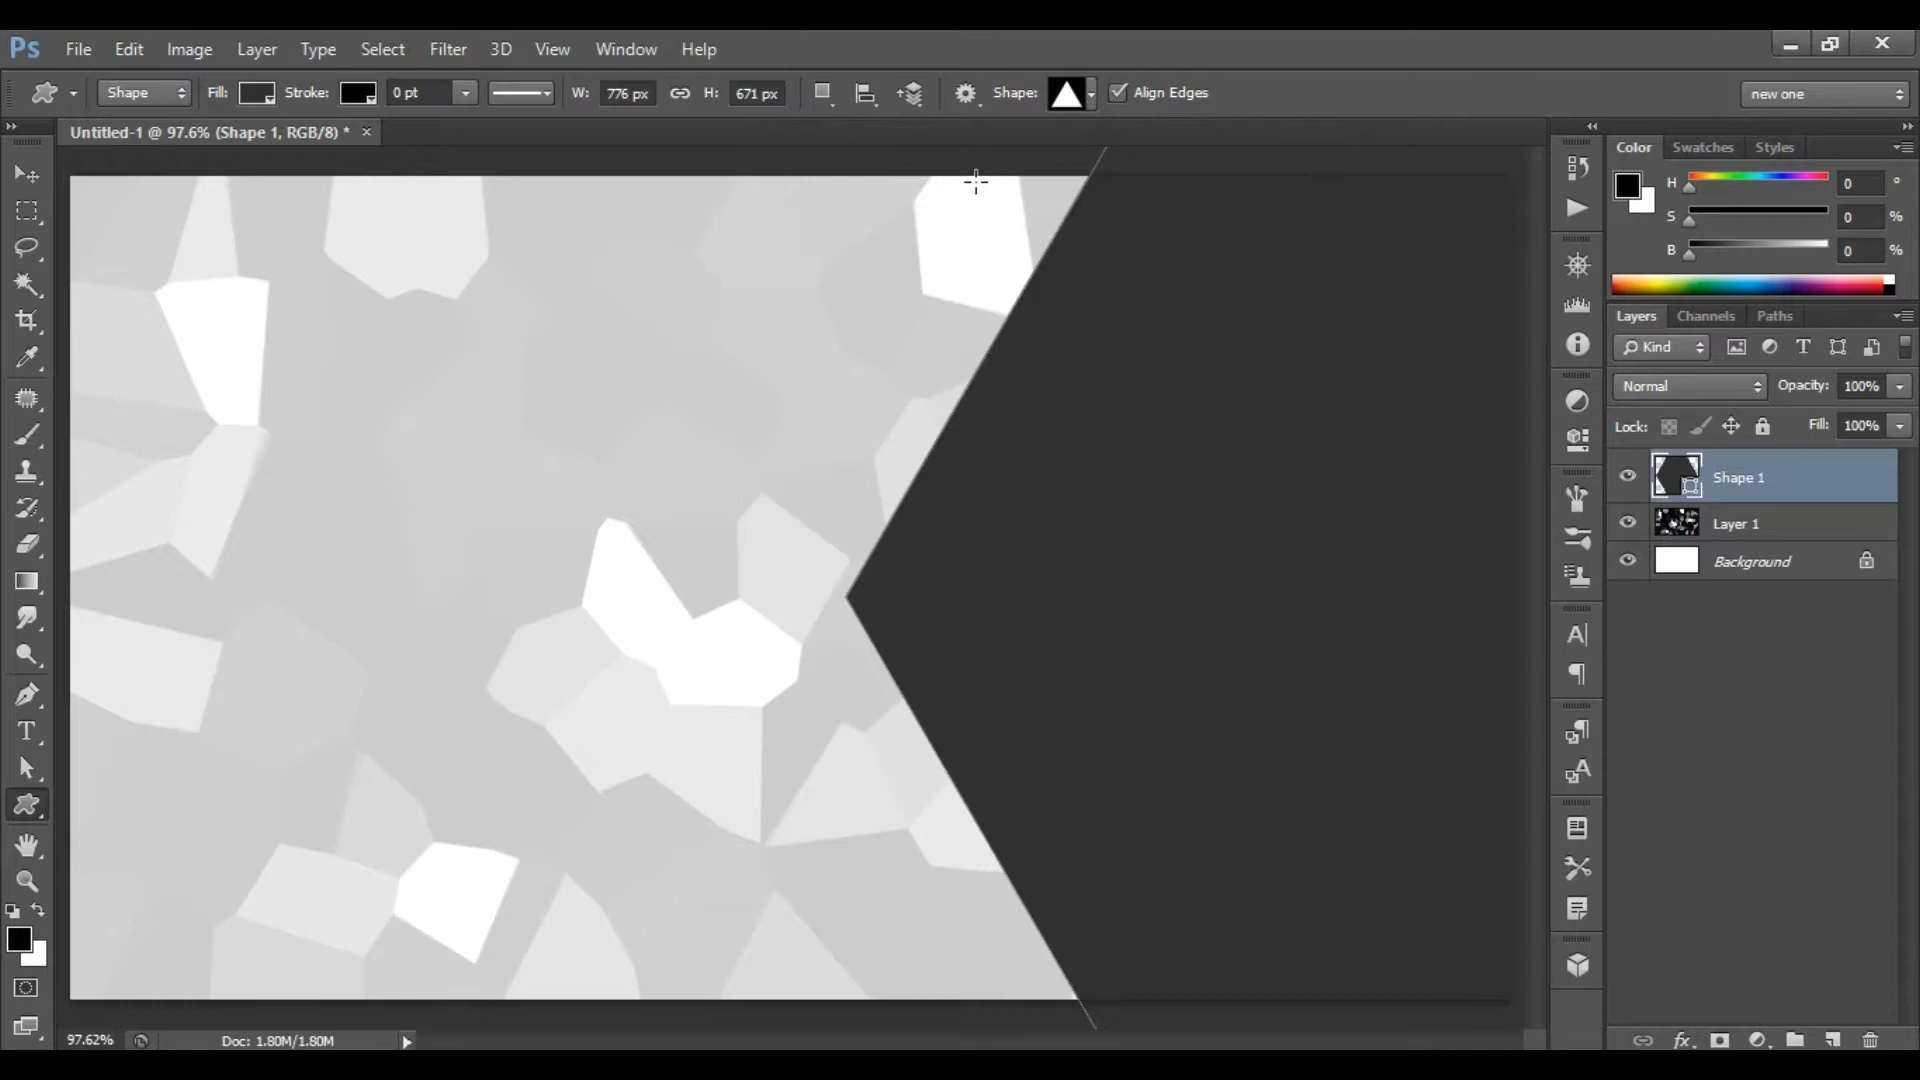 Ps File Edit Image Layer Type Select Filter 3D View Window Help
Shape Fill: Stroke: 0 pt W: 776 px H: 671 px Shape: Align Edges new one
Untitled-1 @ 97.6% (Shape 1, RGB/8) * ×
Color Swatches Styles
H 0 °
S 0 %
B 0 %
Layers Channels Paths
Kind T
Normal Opacity: 100%
Lock: Fill: 100%
Shape 1
Layer 1
Background
T
A
A
97.62% Doc: 1.80M/1.80M
fx